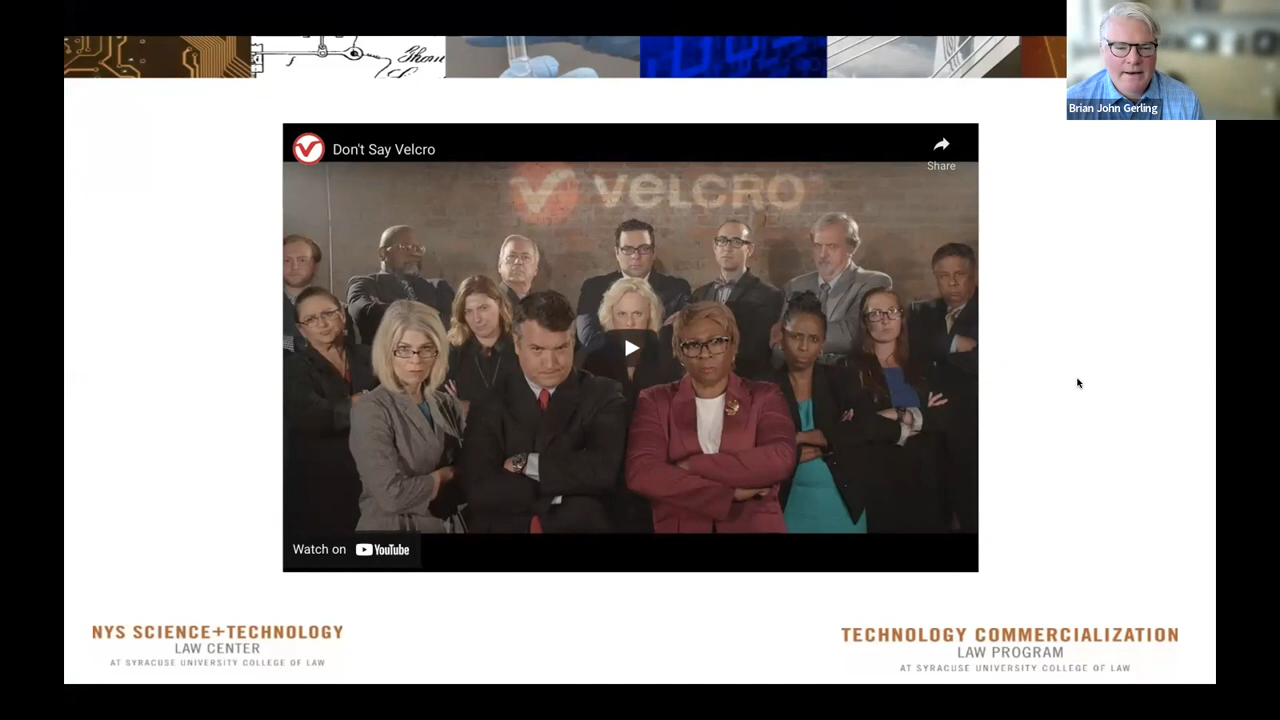 Thom
Brian John Gerling
Don't Say Velcro
Share
VELCRO
Watch on YouTube
NYS SCIENCE+TECHNOLOGY
LAW CENTER
AT SYRACUSE UNIVERSITY COLLEGE OF LAW
TECHNOLOGY COMMERCIALIZATION
LAW PROGRAM
AT SYRACUSE UNIVERSITY COLLEGE OF LAW